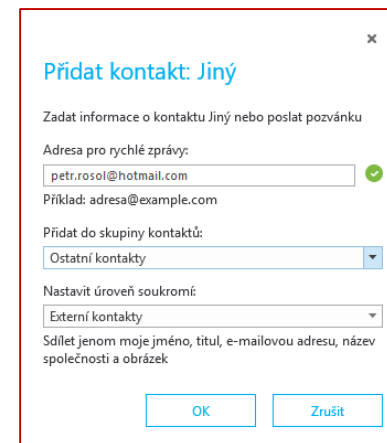 Přidat kontakt: Jiný
Zadat informace o kontaktu Jiný nebo poslat pozvánku
Adresa pro rychlé zprávy:
petr.rosol@hotmail.com
Příklad: adresa@example.com
Přidat do skupiny kontaktů:
Ostatní kontakty
Nastavit úroveň soukromí:
Externí kontakty
Sdílet jenom moje jméno, titul, e-mailovou adresu, název
společnosti a obrázek
OK Zrušit